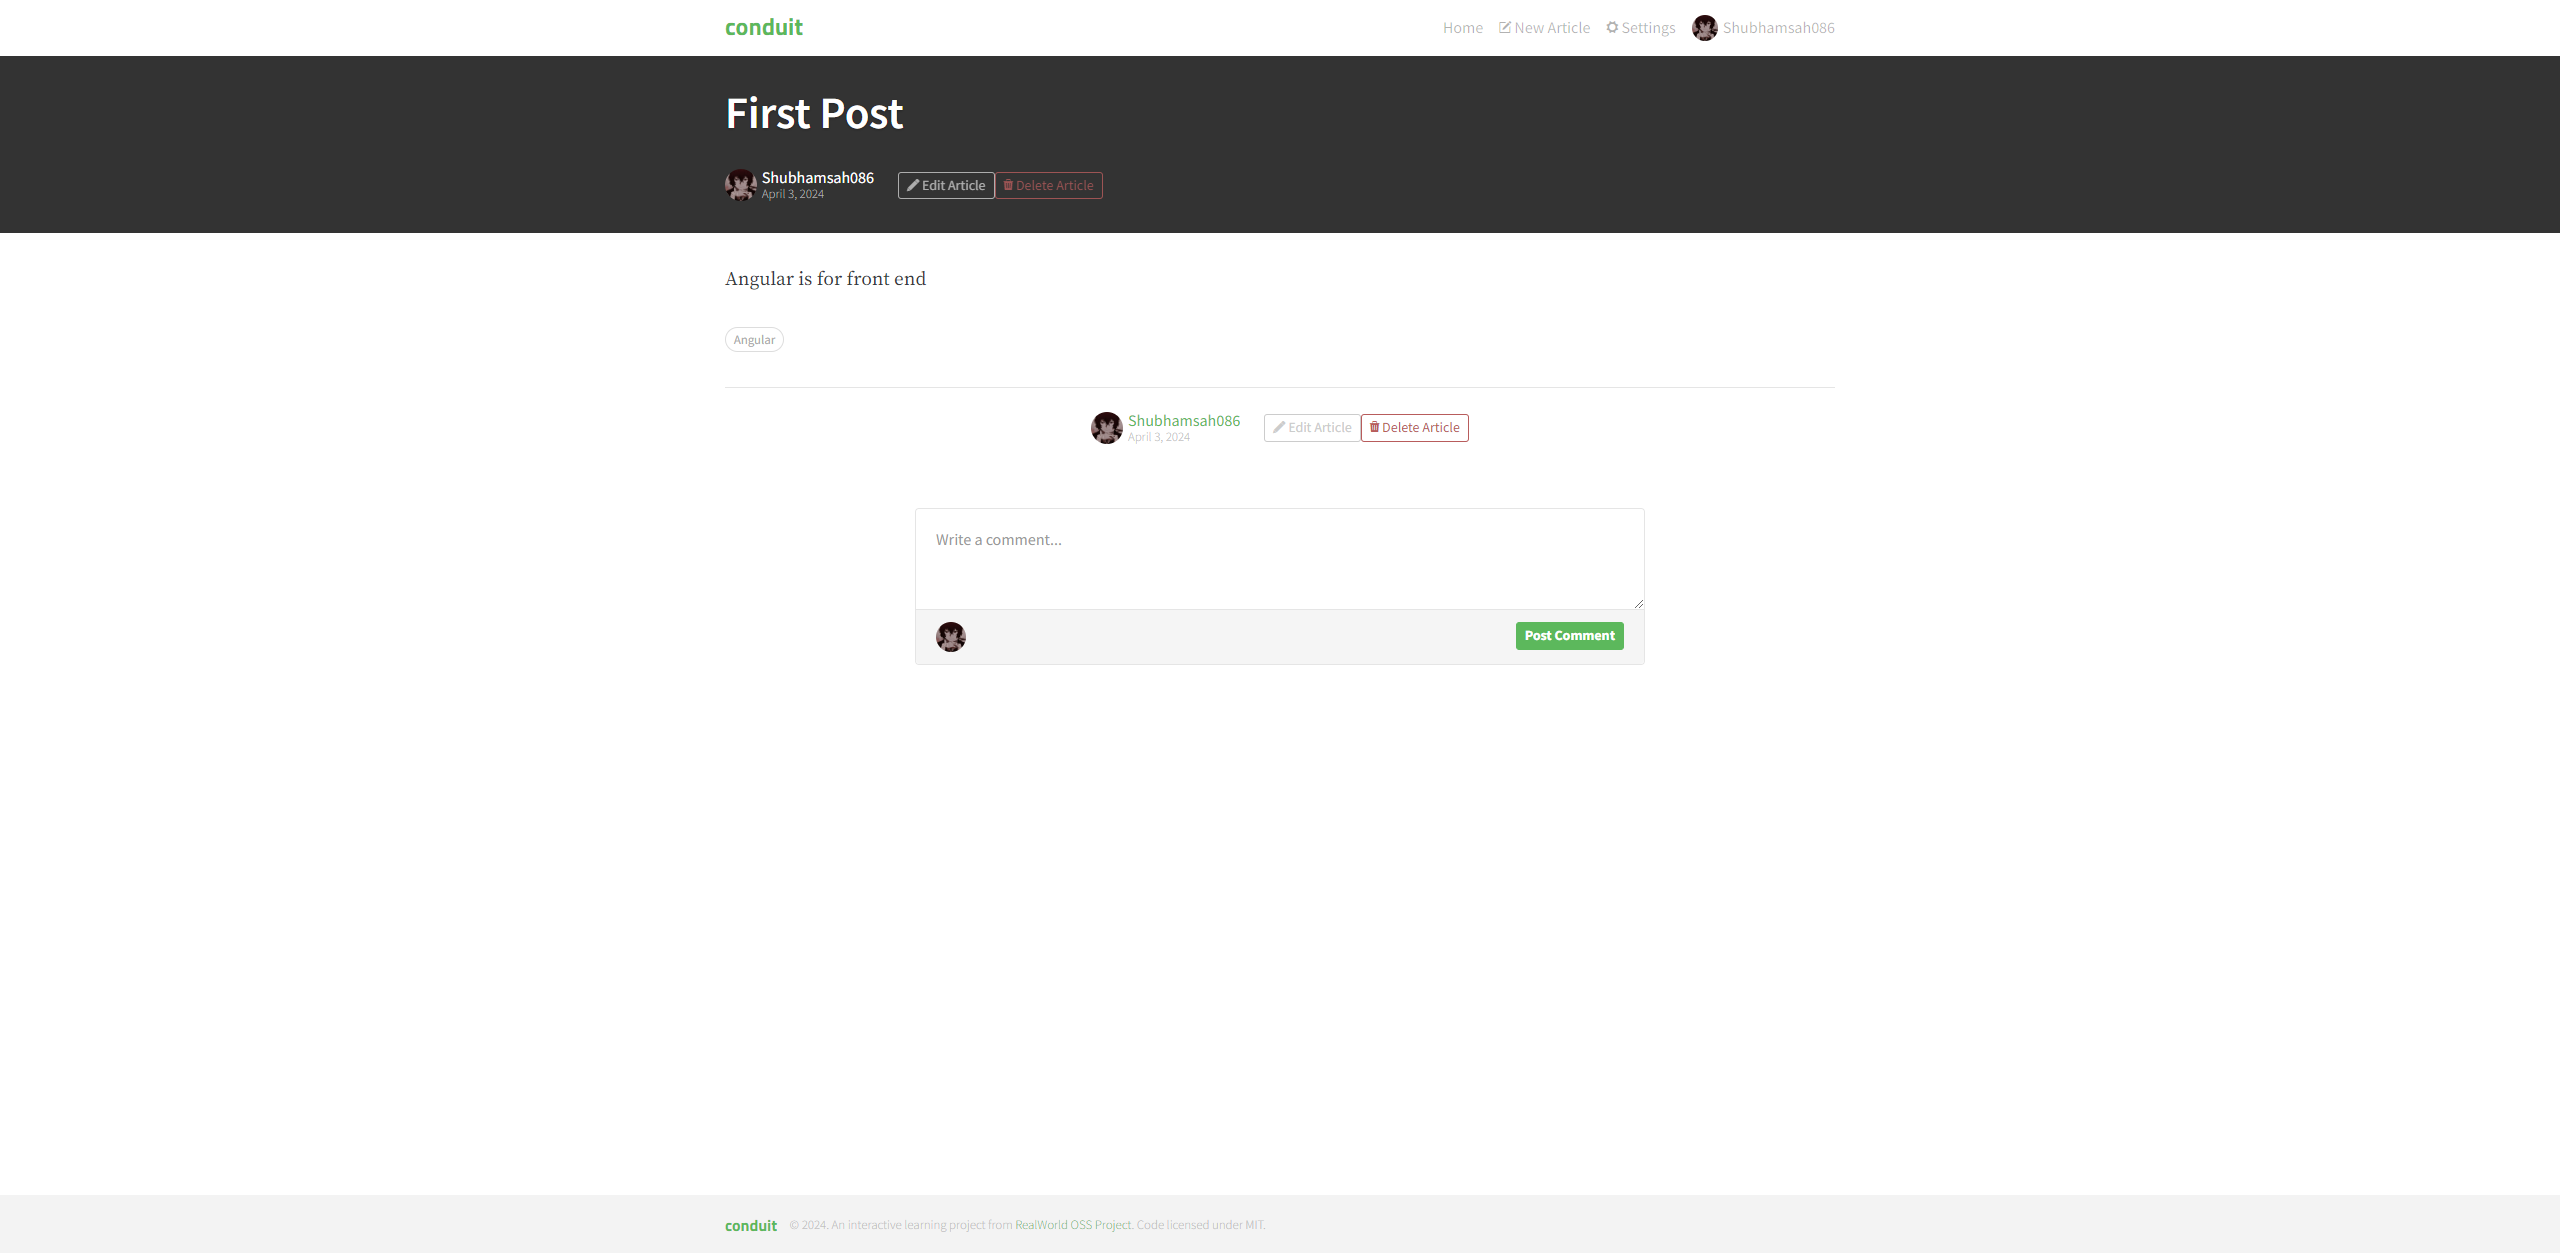 conduit
Home New Article Settings Shubhamsah086
First Post
Shubhamsah086
April 3, 2024
Edit Article Delete Article
Angular is for front end
Angular
Shubhamsah086
April 3, 2024
Edit Article Delete Article
Write a comment...
Post Comment
conduit © 2024. An interactive learning project from RealWorld OSS Project. Code licensed under MIT.